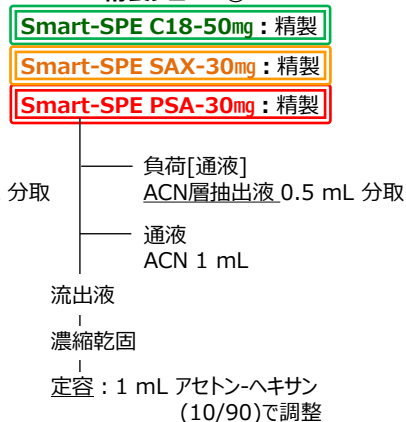 Smart-SPE C18-50㎎：精製
Smart-SPE SAX-30㎎：精製
Smart-SPE PSA-30㎎：精製
負荷[通液]
分取
ACN層抽出液 0.5 mL 分取
通液
ACN 1 mL
流出液
濃縮乾固
定容：1 mL アセトン-ヘキサン
(10/90)で調整